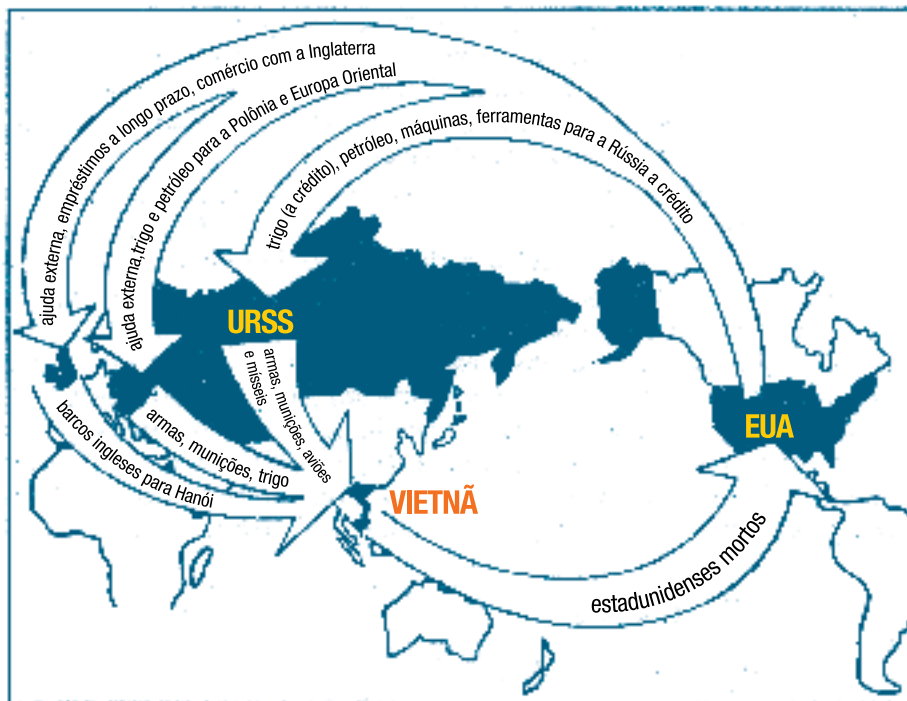 ajuda externa, empréstimos a longo prazo, comércio com a Inglaterra
ajuda externa,trigo e petróleo para a Polônia e Europa Oriental
trigo (a crédito), petróleo, máquinas, ferramentas para a Rússia a crédito
URSS
armas, munições, aviões
e mísseis
armas, munições, trigo
barcos ingleses para Hanói
VIETNÃ
EUA
estadunidenses mortos